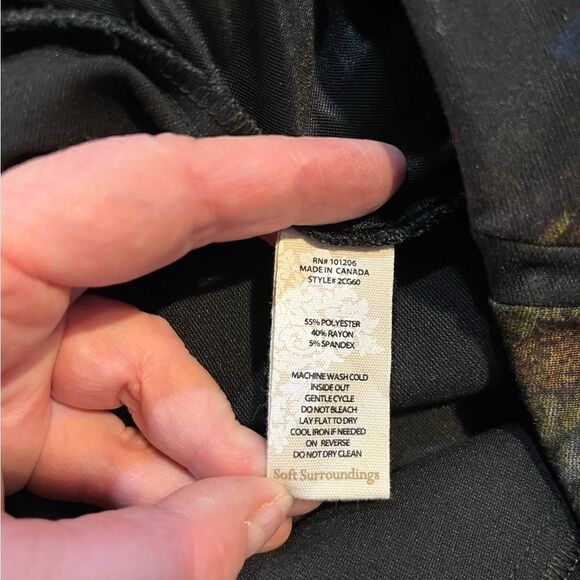 RN# 101206
MADE IN CANADA
STYLE# 2CG60
55% POLYESTER
40% RAYON
5% SPANDEX
MACHINE WASH COLD
INSIDE OUT
GENTLE CYCLE
DO NOT BLEACH
LAY FLAT TO DRY
COOL IRON IF NEEDED
ON REVERSE
DO NOT DRY CLEAN
Soft Surroundings